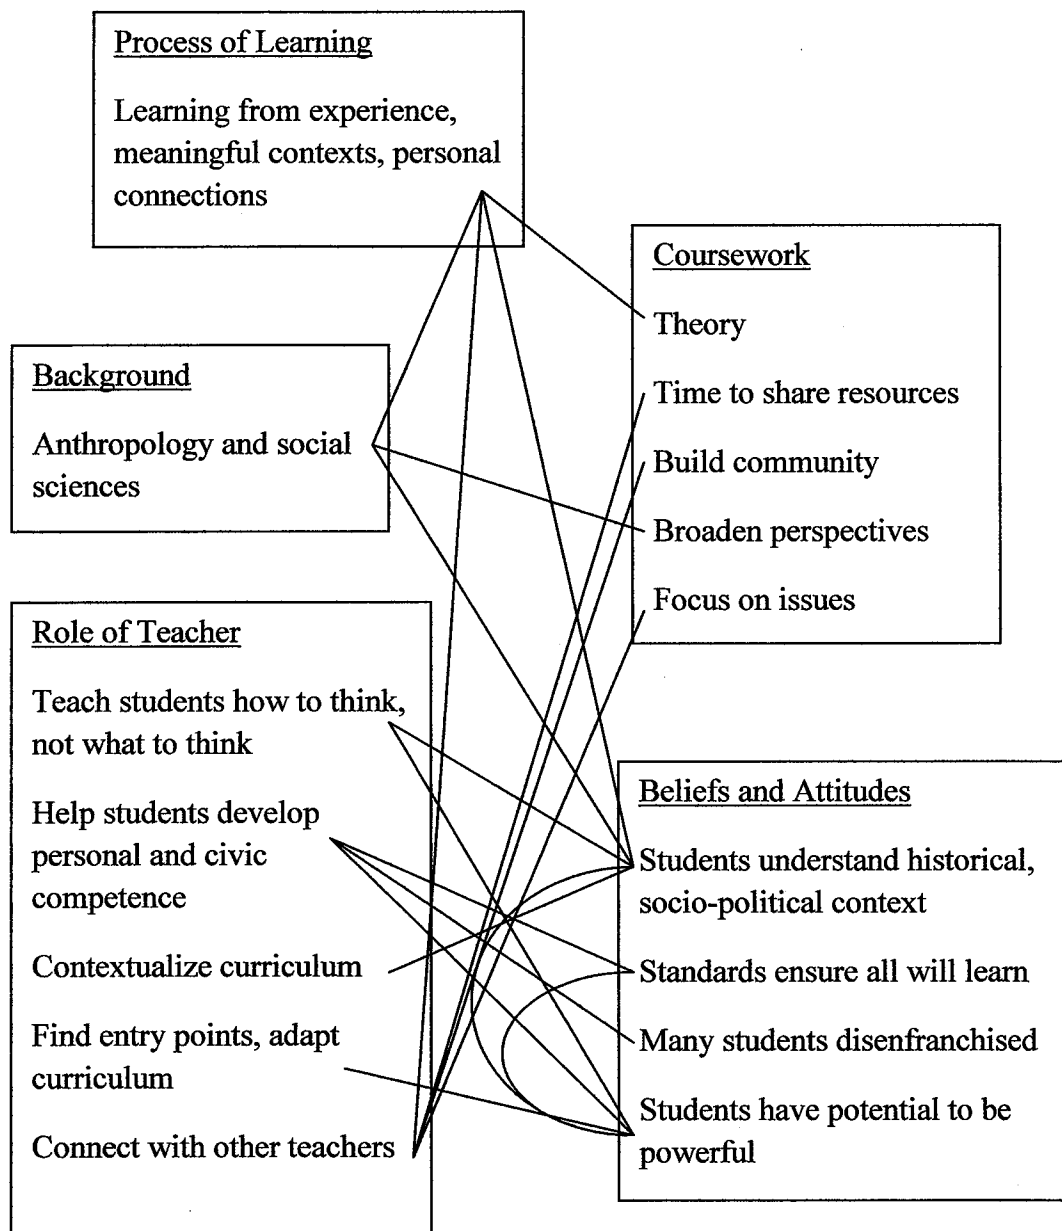 Process of Learning
Learning from experience,
meaningful contexts, personal
connections
Background
Anthropology and social
sciences
Role of Teacher
Teach students how to think,
not what to think
Help students develop
personal and civic
competence
Contextualize curriculum
Find entry points, adapt
curriculum
Connect with other teachers
Coursework
Theory
Time to share resources
Build community
Broaden perspectives
Focus on issues
Beliefs and Attitudes
Students understand historical,
socio-political context
Standards ensure all will learn
Many students disenfranchised
Students have potential to be
powerful